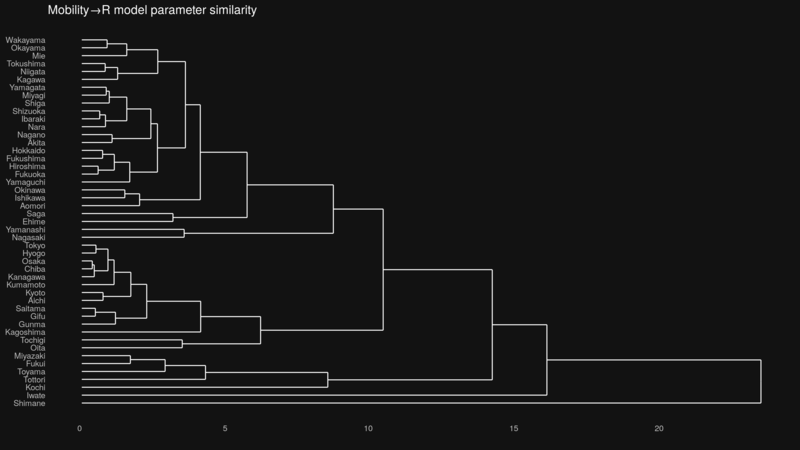 Mobility→R model parameter similarity
Wakayama
Okayama
Mie
Tokushima
Niigata
Kagawa
Yamagata
Miyagi
Shiga
Shizuoka
Ibaraki
Nara
Nagano
Akita
Hokkaido
Fukushima
Hiroshima
Fukuoka
Yamaguchi
Okinawa
Ishikawa
Aomori
Saga
Ehime
Yamanashi
Nagasaki
Tokyo
Hyogo
Osaka
Chiba
Kanagawa
Kumamoto
Kyoto
Aichi
Saitama
Gifu
Gunma
Kagoshima
Tochigi
Oita
Miyazaki
Fukui
Toyama
Tottori
Kochi
Iwate
Shimane
0 5 10 15 20